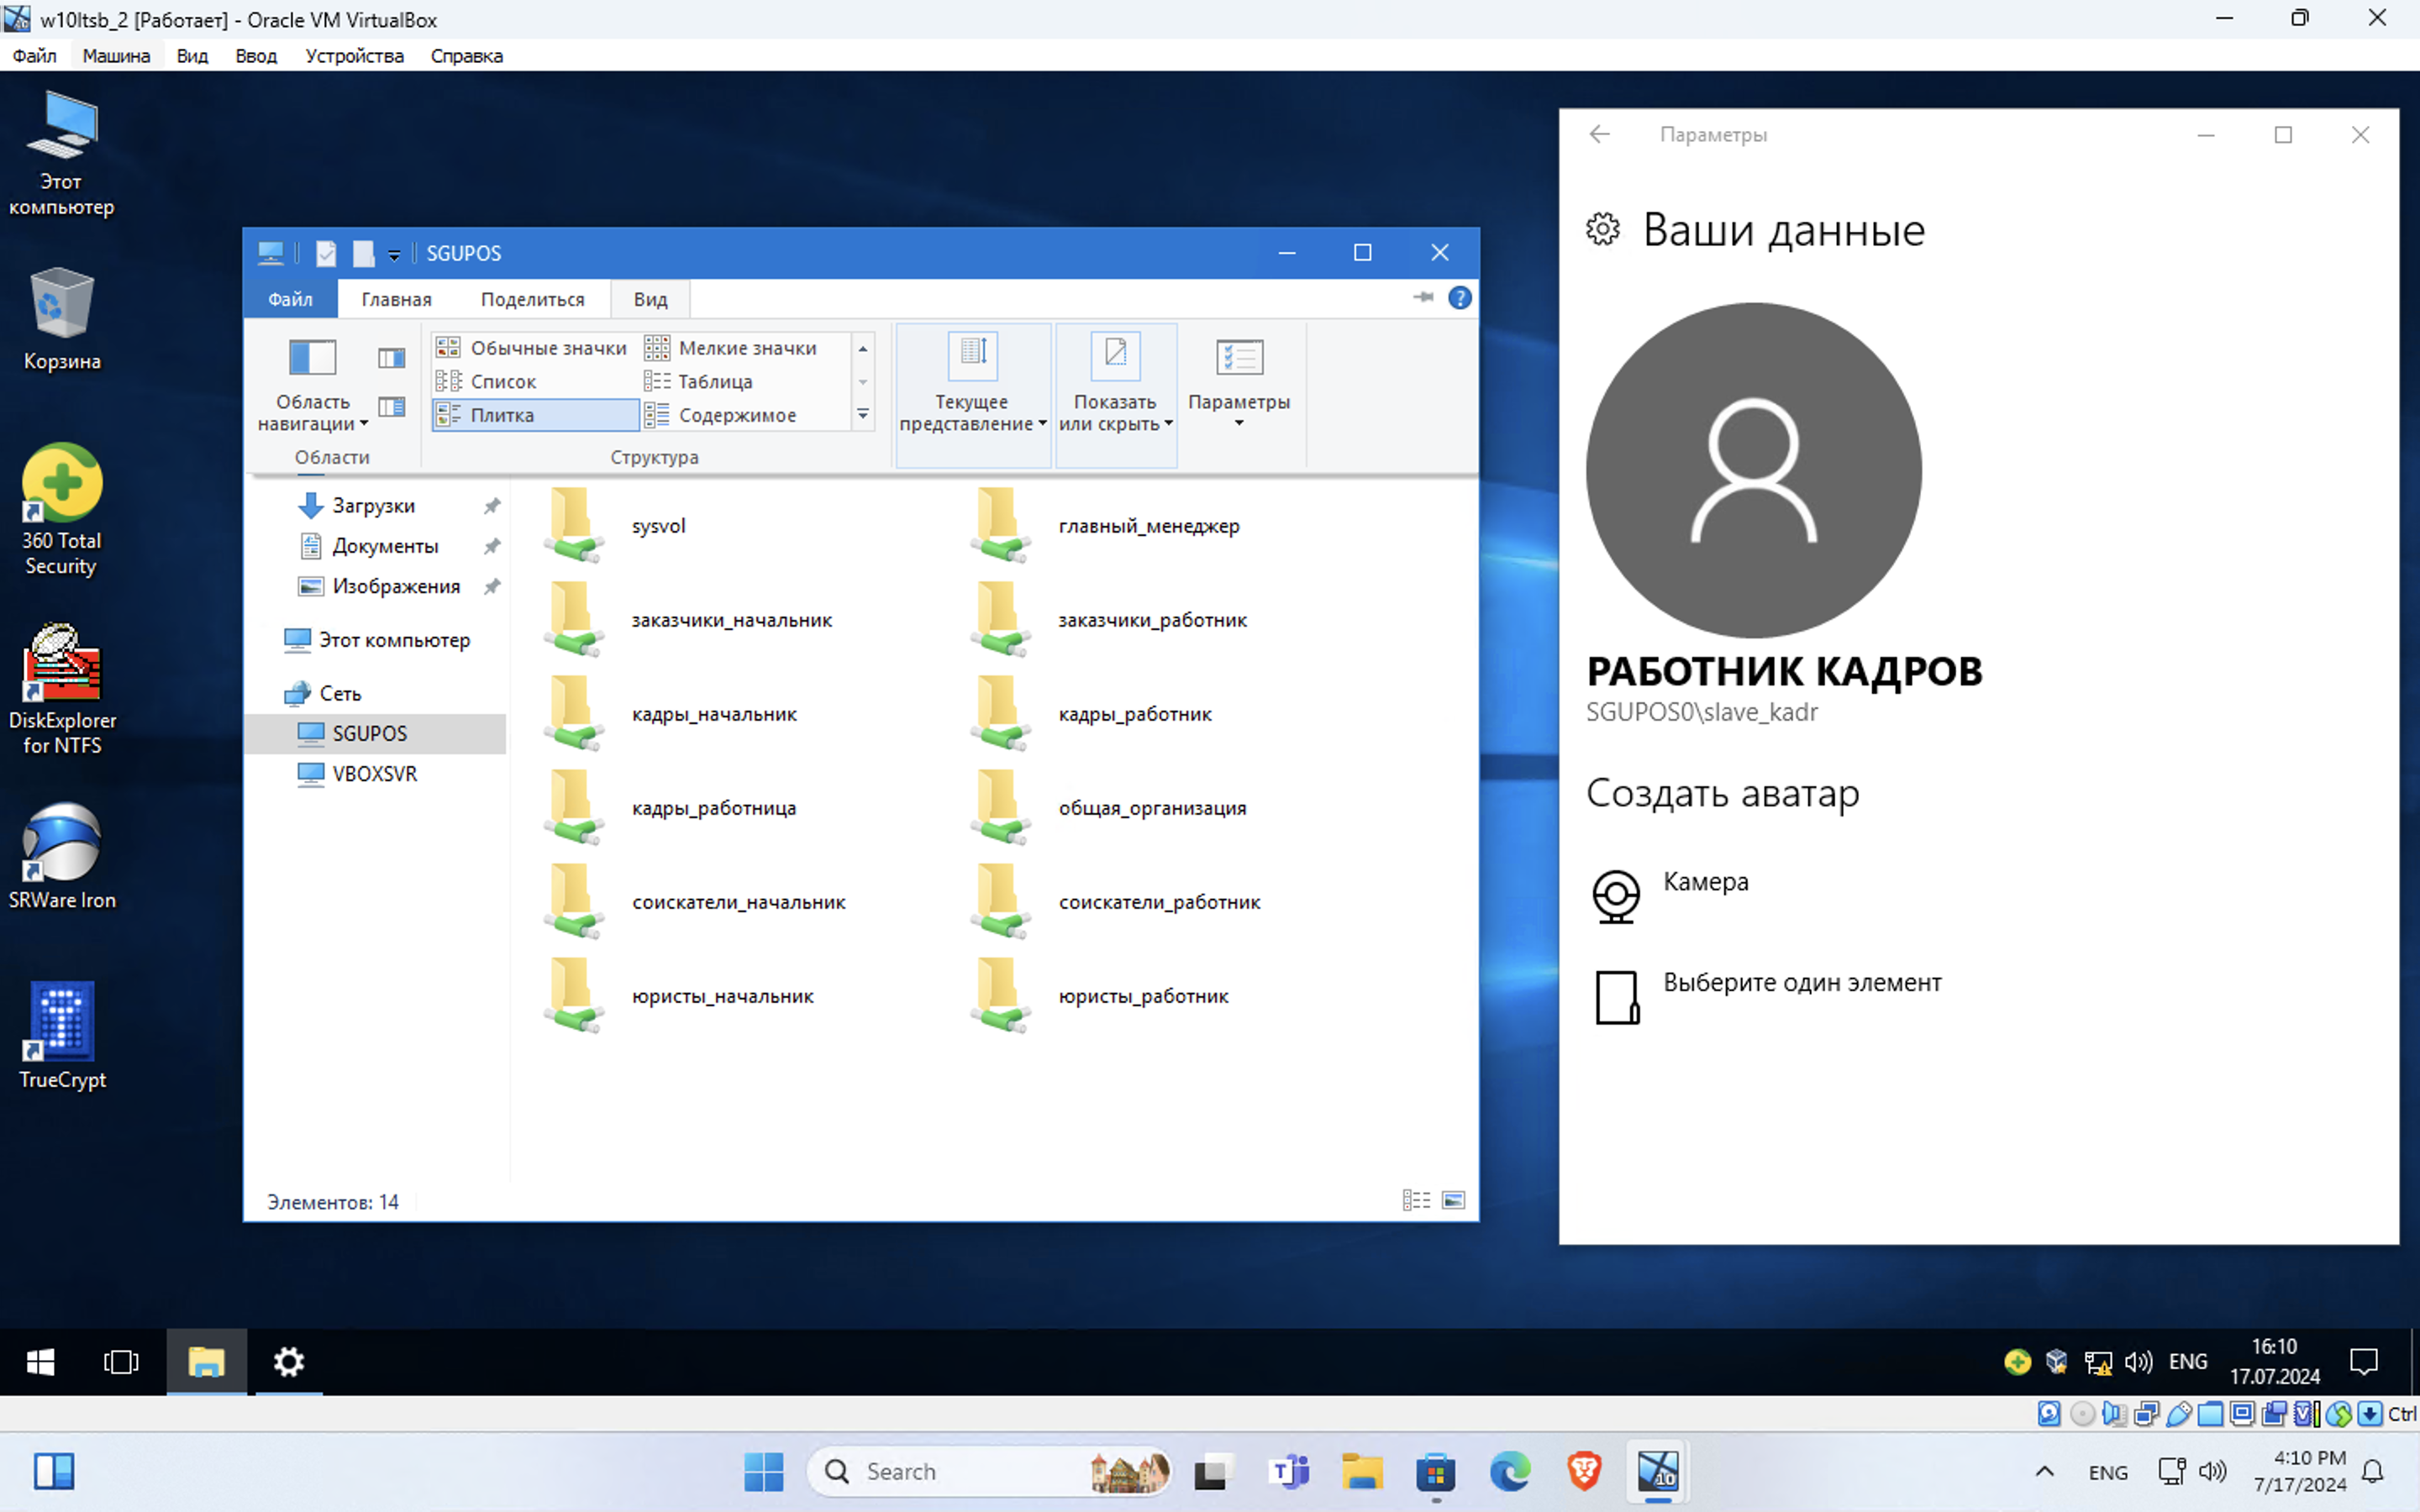 w10ltsb_2 [Работает] - Oracle VM VirtualBox
Файл Машина Вид Ввод Устройства Справка
Этот
компьютер
Корзина
360 Total
Security
DiskExplorer
for NTFS
SRWare Iron
TrueCrypt
SGUPOS
Файл Главная Поделиться Вид
Область
навигации
Области
Обычные значки Мелкие значки
Список Таблица
Плитка Содержимое
Структура
Текущее
представление
Показать
или скрыть
Параметры
Загрузки
Документы
Изображения
Этот компьютер
Сеть
SGUPOS
VBOXSVR
sysvol главный_менеджер
заказчики_начальник заказчики_работник
кадры_начальник кадры_работник
кадры_работница общая_организация
соискатели_начальник соискатели_работник
юристы_начальник юристы_работник
Элементов: 14
Параметры
Ваши данные
РАБОТНИК КАДРОВ
SGUPOS0\slave_kadr
Создать аватар
Камера
Выберите один элемент
ENG
16:10
17.07.2024
Ctrl
Search
10
ENG
4:10 PM
7/17/2024